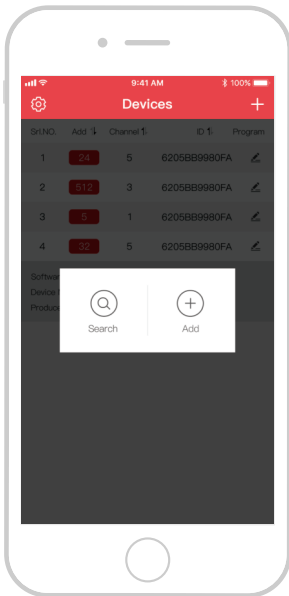 9:41 AM 100%
Devices
Srl.NO. Add Channel ID Program
1 24 5 6205BB9980FA
2 512 3 6205BB9980FA
3 5 1 6205BB9980FA
4 32 5 6205BB9980FA
Search Add